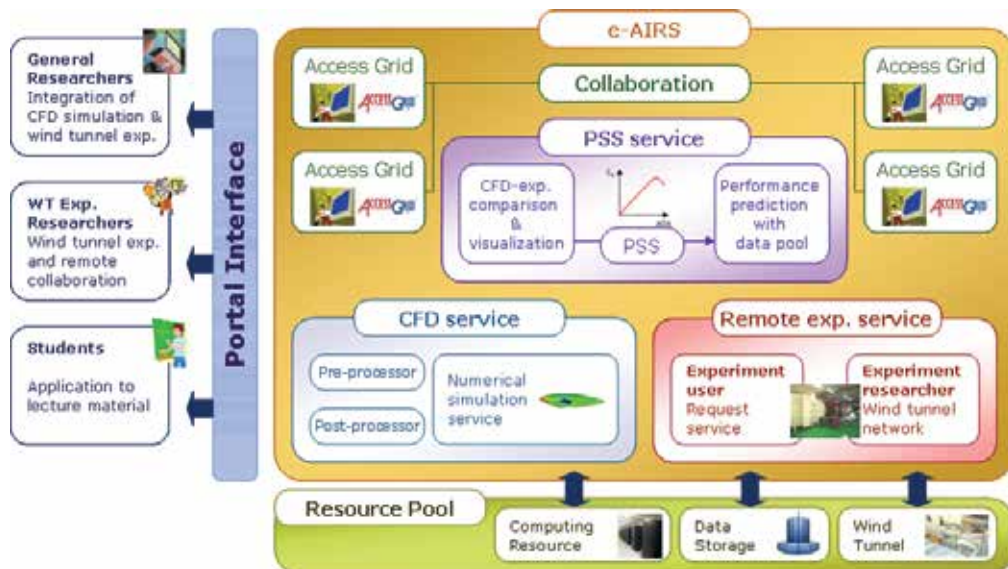 General
Researchers
Integration of
CFD simulation &
wind tunnel exp.
WT Exp.
Researchers
Wind tunnel exp.
and remote
collaboration
Students
Application to
lecture material
Portal Interface
e-AIRS
Access Grid
ACCESSGRID
Access Grid
ACCESSGRID
Collaboration
Access Grid
ACCESSGRID
Access Grid
ACCESSGRID
PSS service
CFD-exp.
comparison
&
visualization
PSS
Performance
prediction
with
data pool
CFD service
Pre-processor
Post-processor
Numerical
simulation
service
Remote exp. service
Experiment
user
Request
service
Experiment
researcher
Wind tunnel
network
Resource Pool
Computing
Resource
Data
Storage
Wind
Tunnel